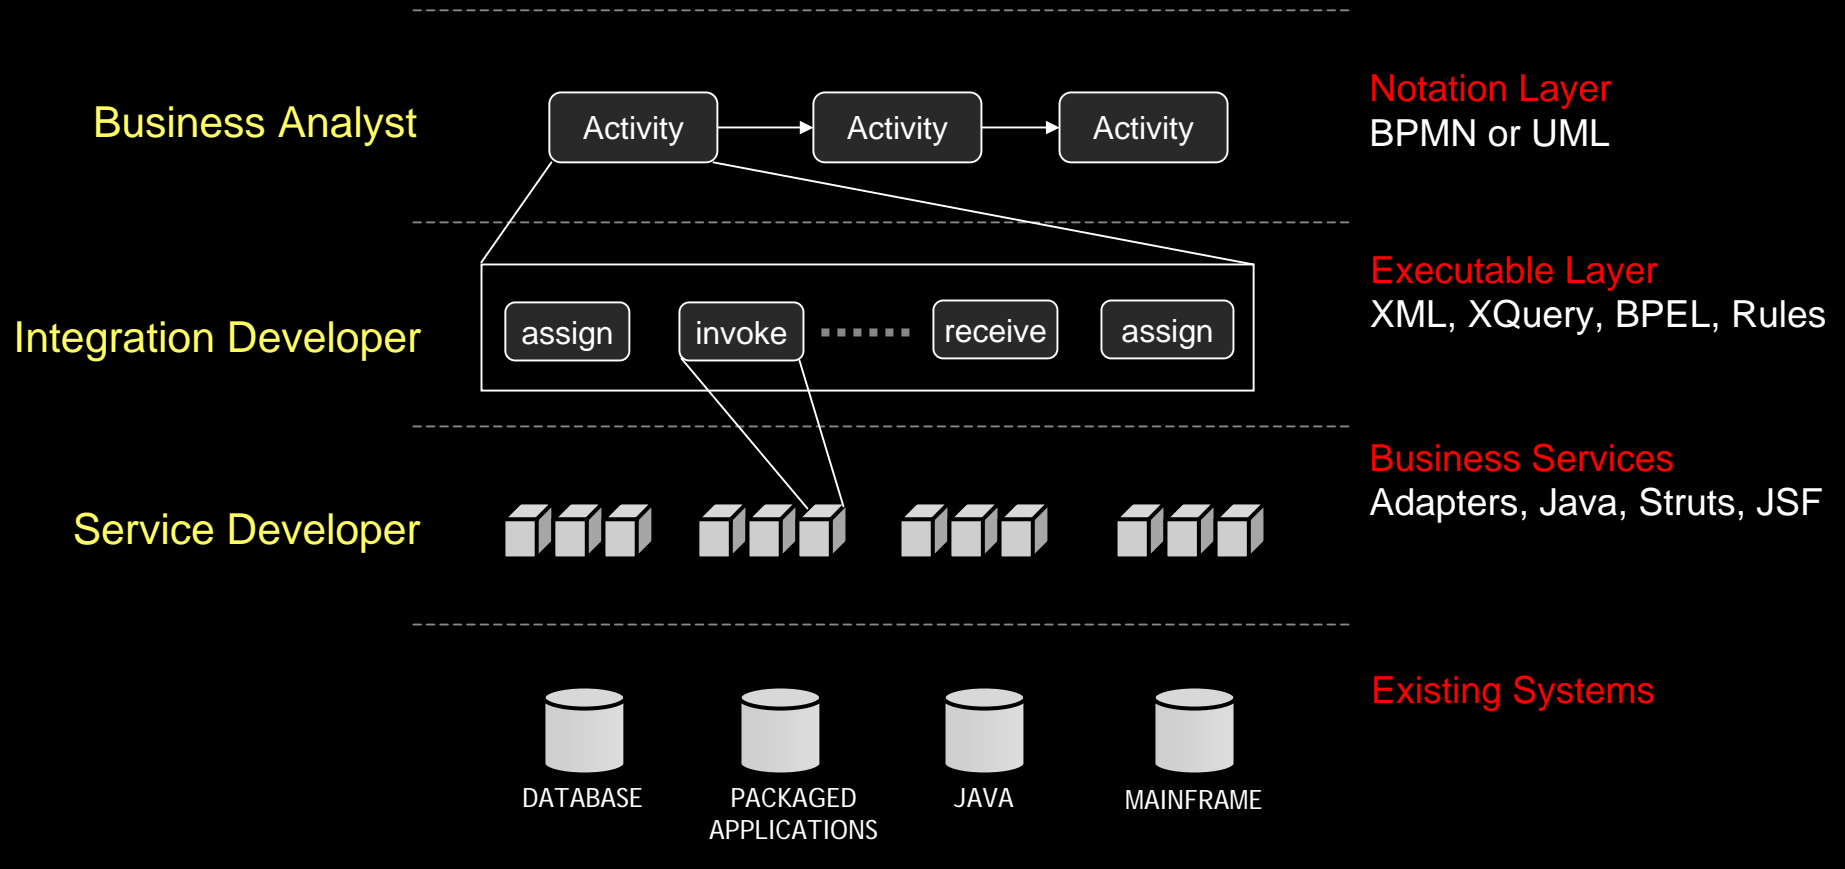 Business Analyst
Activity
Activity
Activity
Notation Layer
BPMN or UML
Integration Developer
assign
invoke
receive
assign
Executable Layer
XML, XQuery, BPEL, Rules
Service Developer
Business Services
Adapters, Java, Struts, JSF
Existing Systems
DATABASE
PACKAGED
APPLICATIONS
JAVA
MAINFRAME